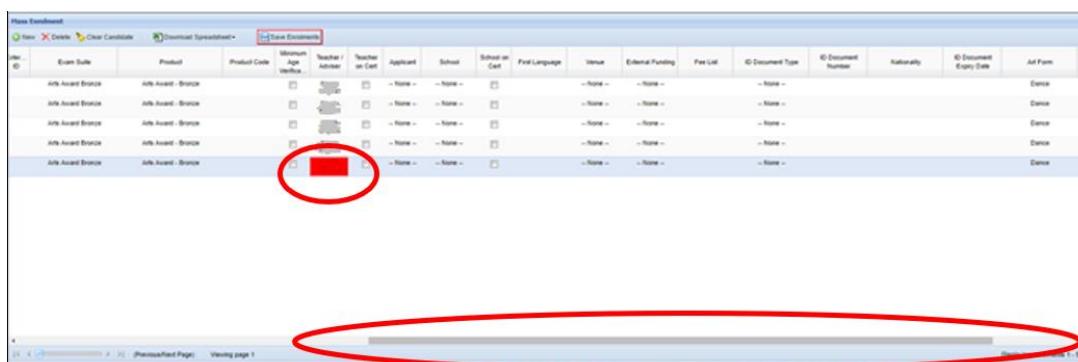 Mass Enrolment
New Delete Clear Candidate Download Spreadsheet Save Enrolments
ID Exam Suite Product Product Code Minimum Age Verifica... Teacher / Adviser Teacher on Cert Applicant School School on Cert First Language Venue External Funding Fee List ID Document Type ID Document Number Nationality ID Document Expiry Date Art Form
Arts Award Bronze Arts Award - Bronze -- None -- -- None -- -- None -- -- None -- -- None -- Dance
Arts Award Bronze Arts Award - Bronze -- None -- -- None -- -- None -- -- None -- -- None -- Dance
Arts Award Bronze Arts Award - Bronze -- None -- -- None -- -- None -- -- None -- -- None -- Dance
Arts Award Bronze Arts Award - Bronze -- None -- -- None -- -- None -- -- None -- -- None -- Dance
Arts Award Bronze Arts Award - Bronze -- None -- -- None -- -- None -- -- None -- -- None -- Dance
(Previous/Next Page) Viewing page 1